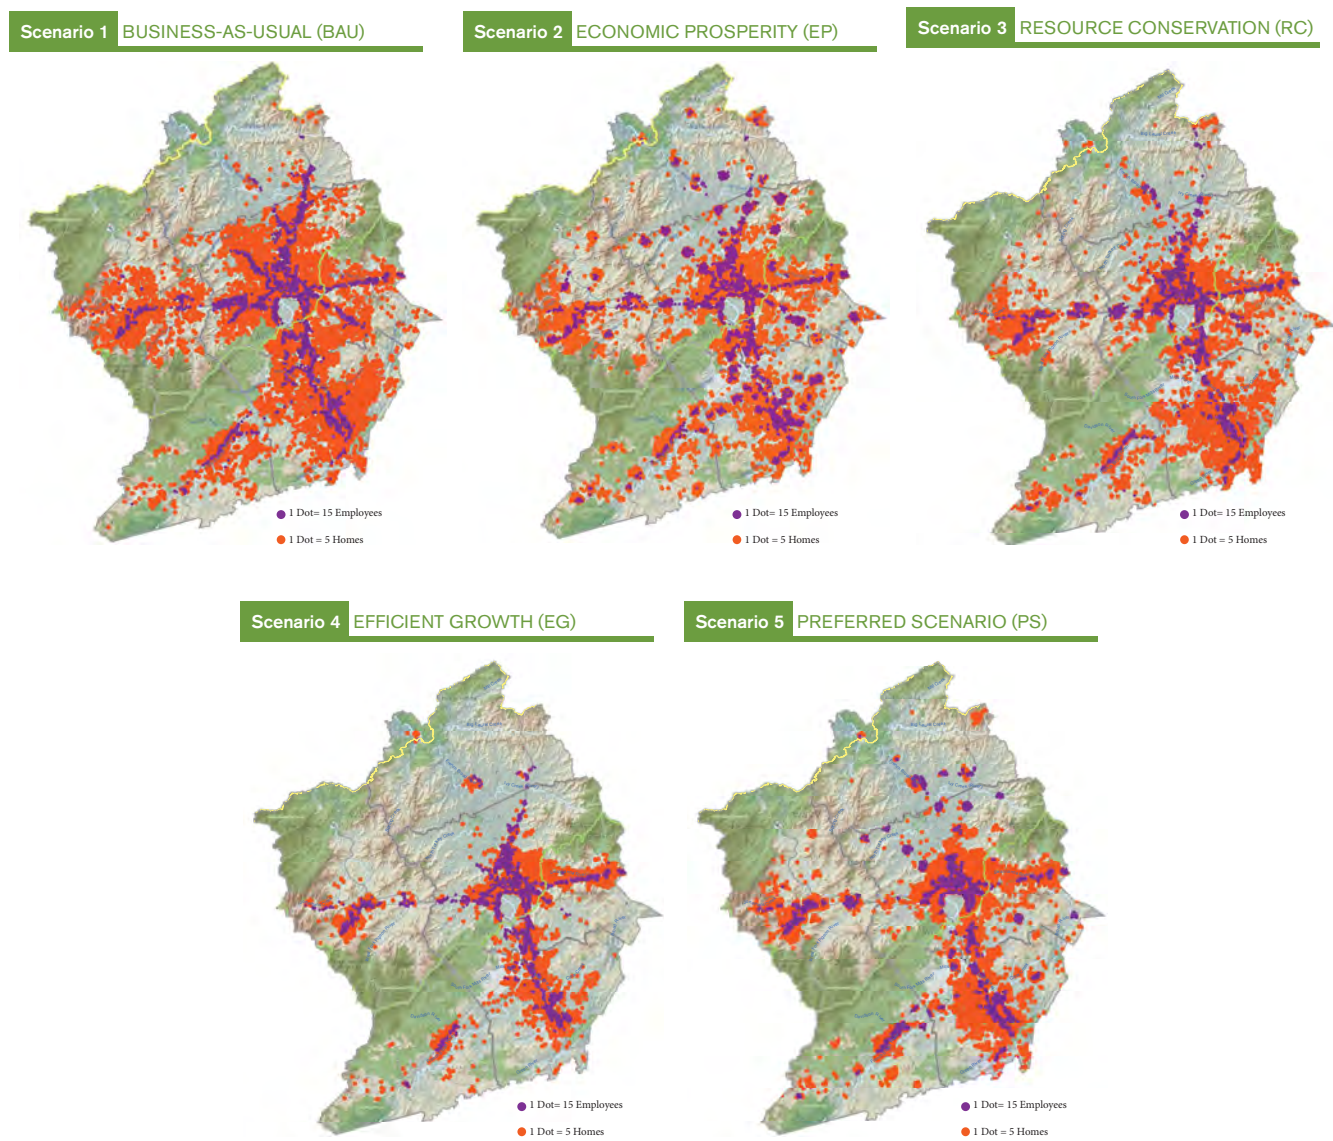 Scenario 1 BUSINESS-AS-USUAL (BAU)
Scenario 2 ECONOMIC PROSPERITY (EP)
Scenario 3 RESOURCE CONSERVATION (RC)
1 Dot= 15 Employees
1 Dot = 5 Homes
1 Dot= 15 Employees
1 Dot = 5 Homes
1 Dot= 15 Employees
1 Dot = 5 Homes
Scenario 4 EFFICIENT GROWTH (EG)
Scenario 5 PREFERRED SCENARIO (PS)
1 Dot= 15 Employees
1 Dot = 5 Homes
1 Dot= 15 Employees
1 Dot = 5 Homes